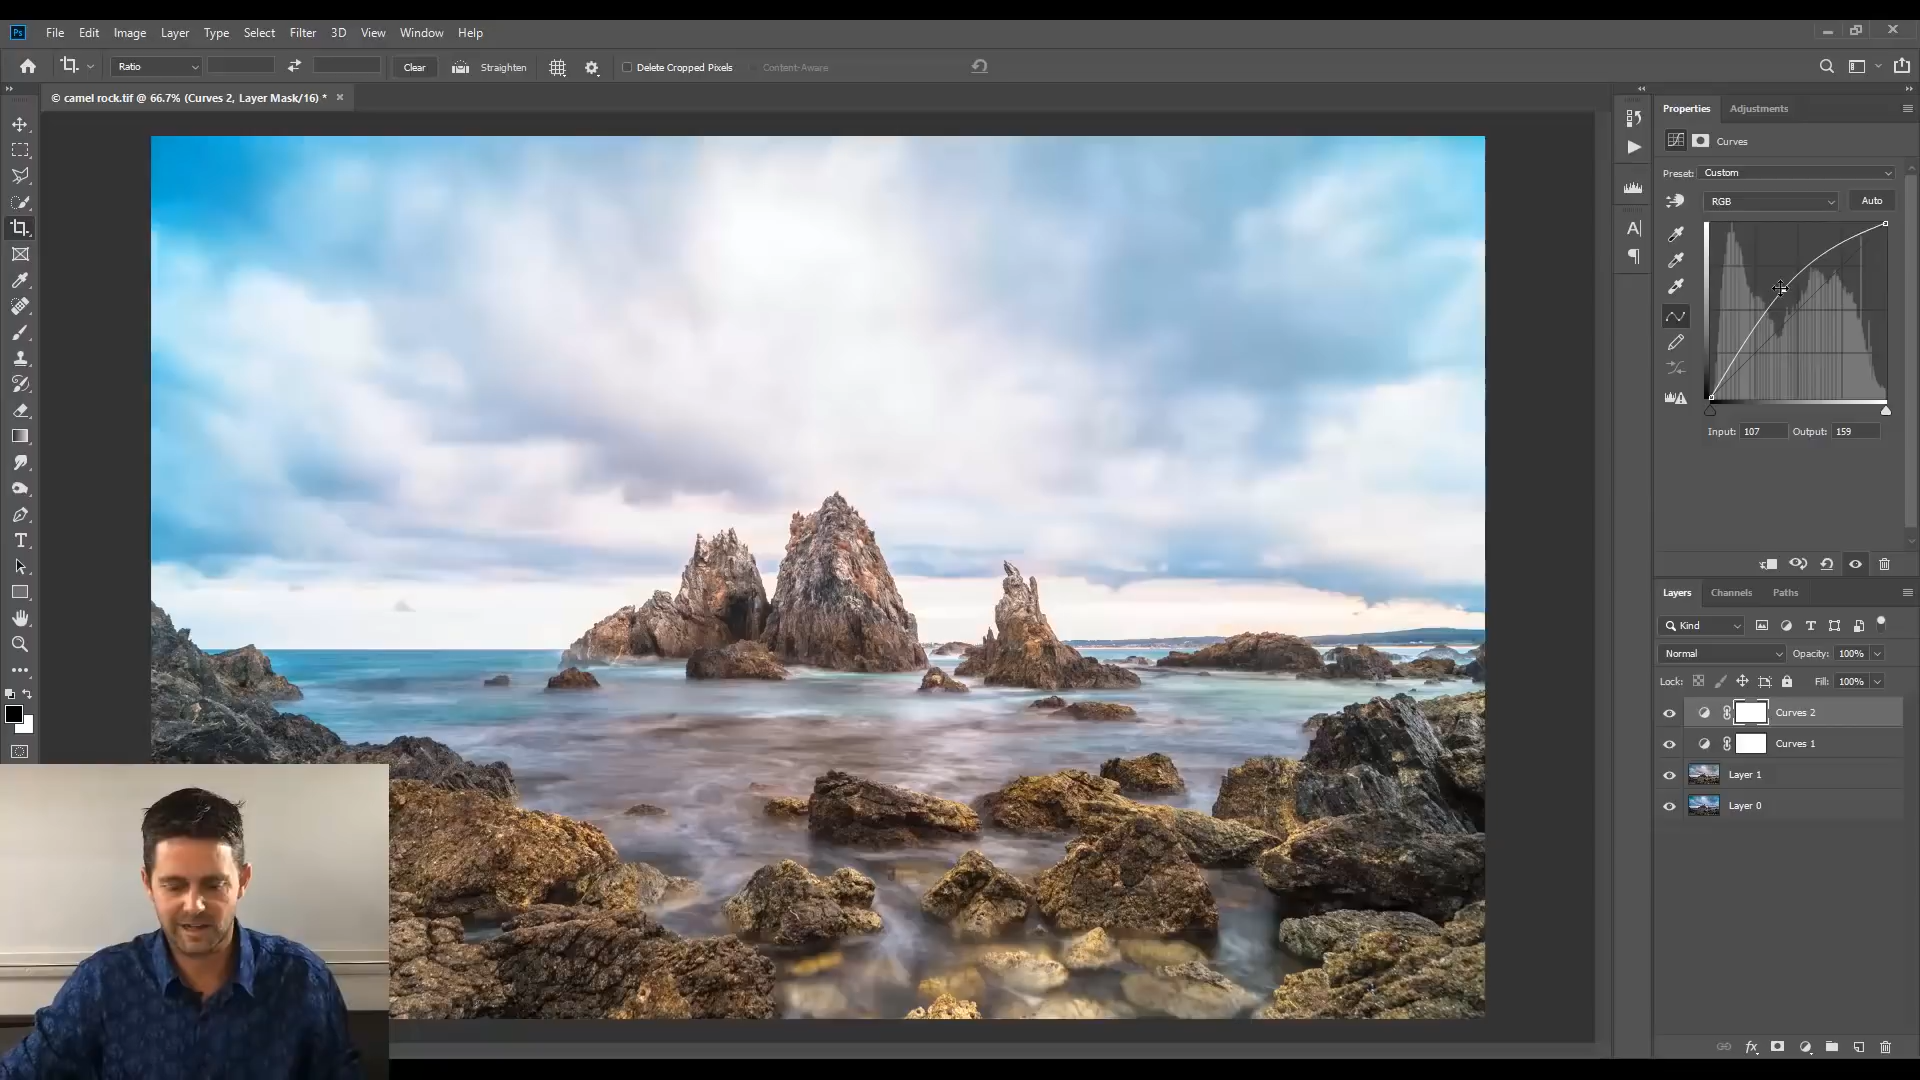 Ps File Edit Image Layer Type Select Filter 3D View Window Help
Ratio Clear Straighten Delete Cropped Pixels Content-Aware
© camel rock.tif @ 66.7% (Curves 2, Layer Mask/16) *
Properties Adjustments
Curves
Preset: Custom
RGB Auto
Input: 107 Output: 159
Layers Channels Paths
Kind
Normal Opacity: 100%
Lock: Fill: 100%
Curves 2
Curves 1
Layer 1
Layer 0